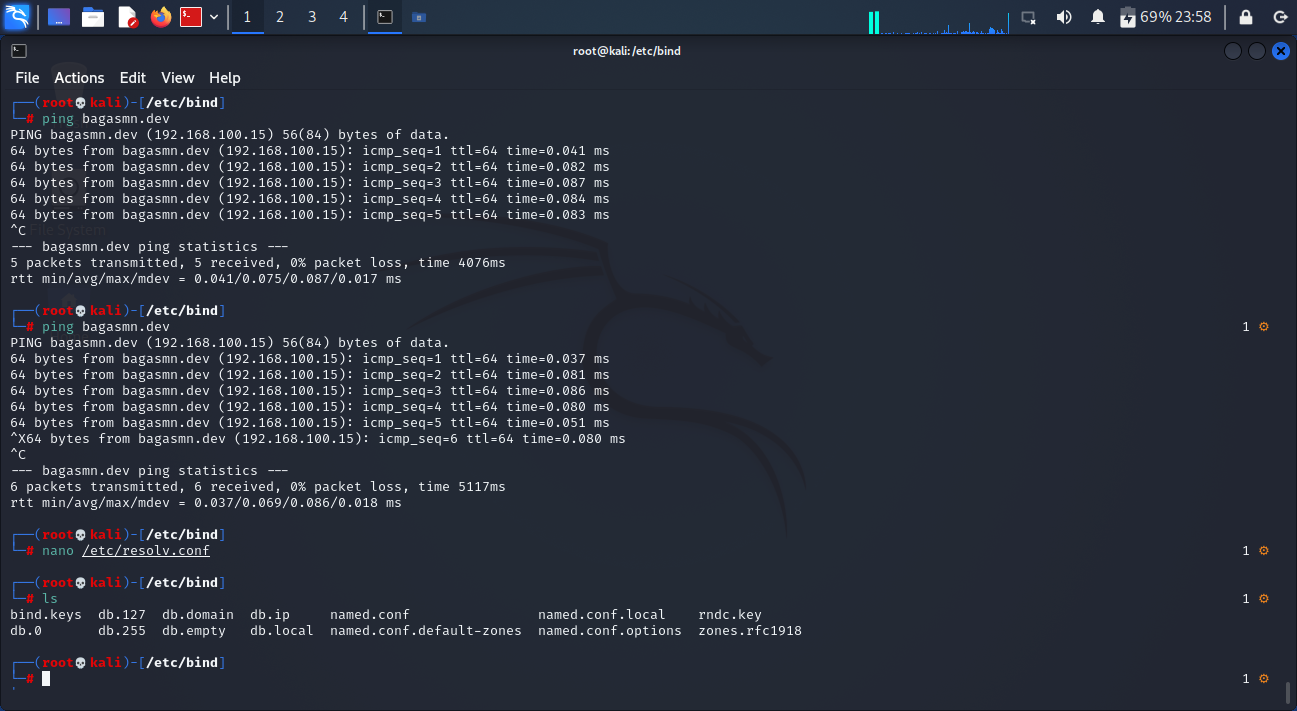 1 2 3 4 69% 23:58
root@kali: /etc/bind
File Actions Edit View Help
┌──(root💀kali)-[/etc/bind]
└─# ping bagasmn.dev
PING bagasmn.dev (192.168.100.15) 56(84) bytes of data.
64 bytes from bagasmn.dev (192.168.100.15): icmp_seq=1 ttl=64 time=0.041 ms
64 bytes from bagasmn.dev (192.168.100.15): icmp_seq=2 ttl=64 time=0.082 ms
64 bytes from bagasmn.dev (192.168.100.15): icmp_seq=3 ttl=64 time=0.087 ms
64 bytes from bagasmn.dev (192.168.100.15): icmp_seq=4 ttl=64 time=0.084 ms
64 bytes from bagasmn.dev (192.168.100.15): icmp_seq=5 ttl=64 time=0.083 ms
^C
File System
--- bagasmn.dev ping statistics ---
5 packets transmitted, 5 received, 0% packet loss, time 4076ms
rtt min/avg/max/mdev = 0.041/0.075/0.087/0.017 ms
┌──(root💀kali)-[/etc/bind]
└─# ping bagasmn.dev 1 ⚙
PING bagasmn.dev (192.168.100.15) 56(84) bytes of data.
64 bytes from bagasmn.dev (192.168.100.15): icmp_seq=1 ttl=64 time=0.037 ms
64 bytes from bagasmn.dev (192.168.100.15): icmp_seq=2 ttl=64 time=0.081 ms
64 bytes from bagasmn.dev (192.168.100.15): icmp_seq=3 ttl=64 time=0.086 ms
64 bytes from bagasmn.dev (192.168.100.15): icmp_seq=4 ttl=64 time=0.080 ms
64 bytes from bagasmn.dev (192.168.100.15): icmp_seq=5 ttl=64 time=0.051 ms
^X64 bytes from bagasmn.dev (192.168.100.15): icmp_seq=6 ttl=64 time=0.080 ms
^C
--- bagasmn.dev ping statistics ---
6 packets transmitted, 6 received, 0% packet loss, time 5117ms
rtt min/avg/max/mdev = 0.037/0.069/0.086/0.018 ms
┌──(root💀kali)-[/etc/bind]
└─# nano /etc/resolv.conf 1 ⚙
┌──(root💀kali)-[/etc/bind]
└─# ls 1 ⚙
bind.keys db.127 db.domain db.ip named.conf named.conf.local rndc.key
db.0 db.255 db.empty db.local named.conf.default-zones named.conf.options zones.rfc1918
┌──(root💀kali)-[/etc/bind]
└─# 1 ⚙